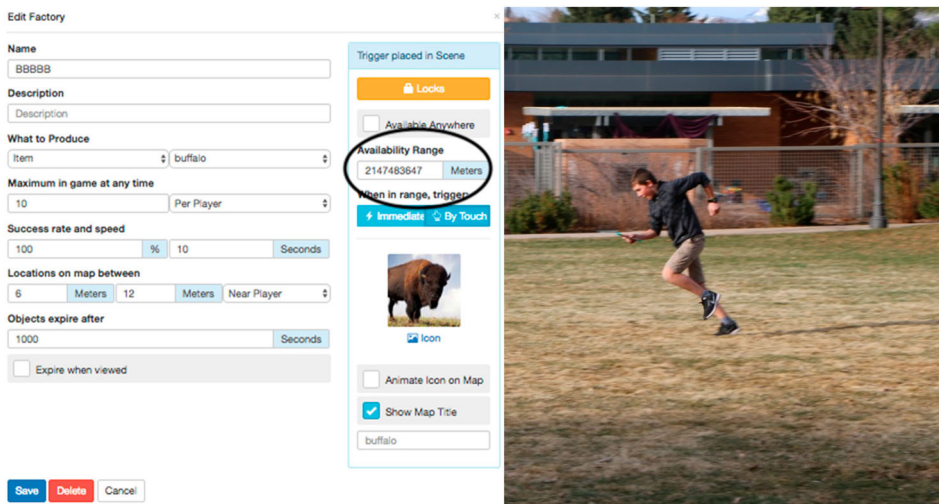 Edit Factory
×
Name
BBBBB
Description
Description
What to Produce
Item buffalo
Maximum in game at any time
10 Per Player
Success rate and speed
100 % 10 Seconds
Locations on map between
6 Meters 12 Meters Near Player
Objects expire after
1000 Seconds
Expire when viewed
Save Delete Cancel
Trigger placed in Scene
Locks
Available Anywhere
Availability Range
2147483647 Meters
When in range, trigger:
Immediate By Touch
Icon
Animate Icon on Map
Show Map Title
buffalo